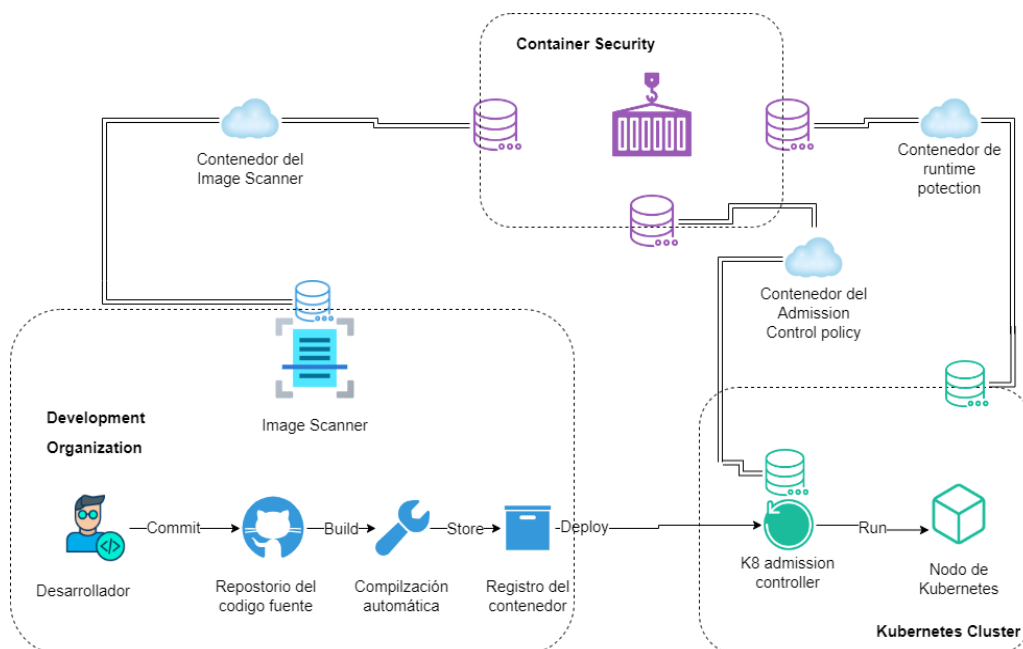 Container Security
Contenedor del
Image Scanner
Contenedor de
runtime
potection
Contenedor del
Admission
Control policy
Image Scanner
Development
Organization
Commit
Build
Store
Deploy
Run
Desarrollador
Repostorio del
codigo fuente
Compilzación
automática
Registro del
contenedor
K8 admission
controller
Nodo de
Kubernetes
Kubernetes Cluster